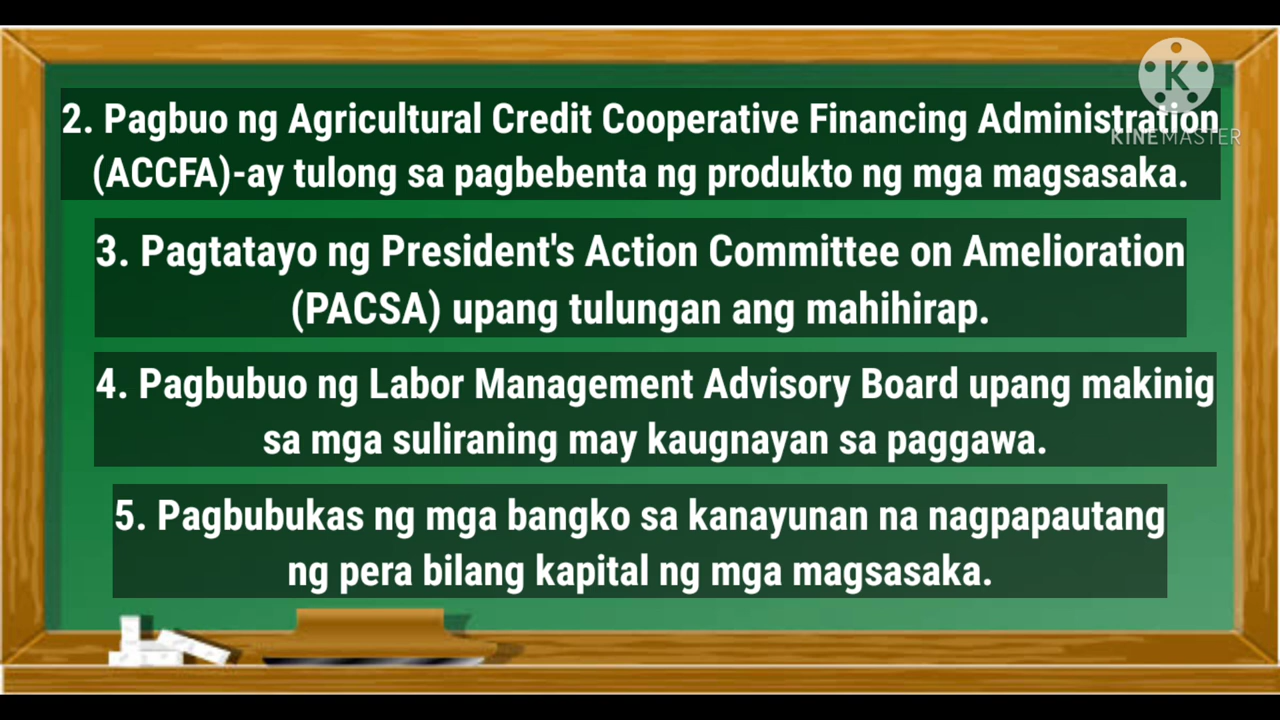 2. Pagbuo ng Agricultural Credit Cooperative Financing Administration
(ACCFA)-ay tulong sa pagbebenta ng produkto ng mga magsasaka.
3. Pagtatayo ng President's Action Committee on Amelioration
(PACSA) upang tulungan ang mahihirap.
4. Pagbubuo ng Labor Management Advisory Board upang makinig
sa mga suliraning may kaugnayan sa paggawa.
5. Pagbubukas ng mga bangko sa kanayunan na nagpapautang
ng pera bilang kapital ng mga magsasaka.
K
KINEMASTER